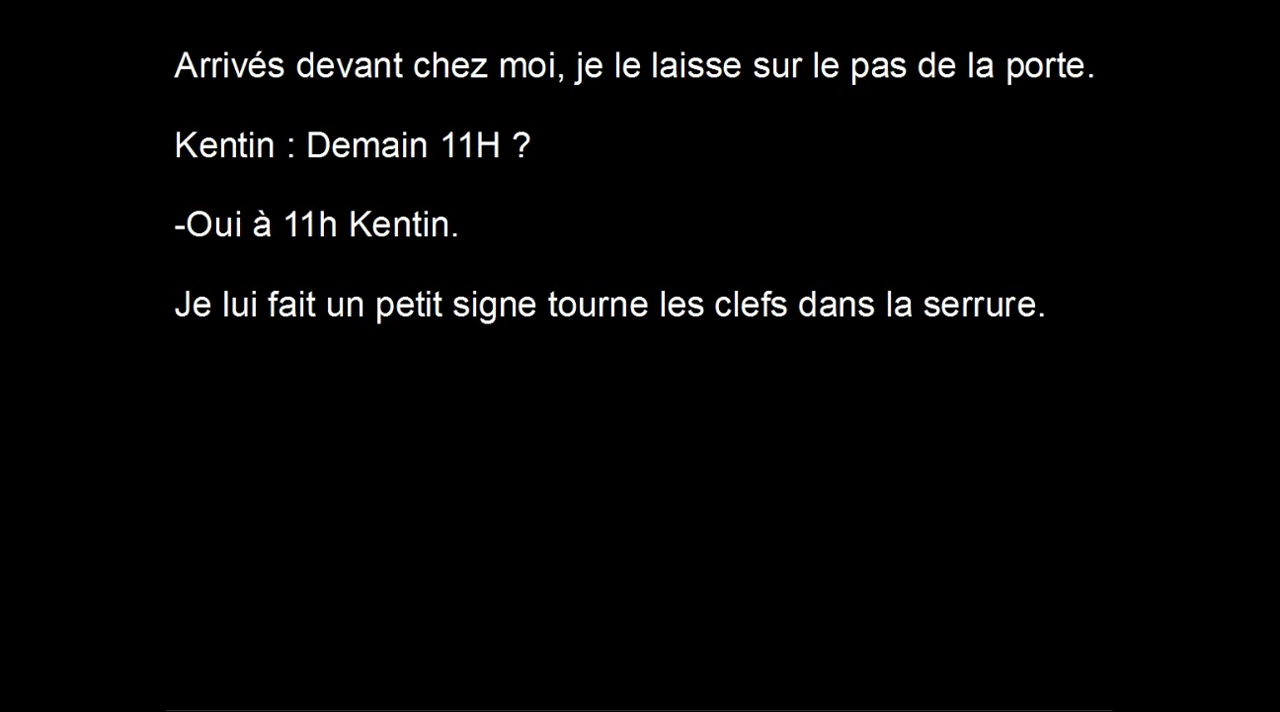 Arrivés devant chez moi, je le laisse sur le pas de la porte.
Kentin : Demain 11H ?
-Oui à 11h Kentin.
Je lui fait un petit signe tourne les clefs dans la serrure.